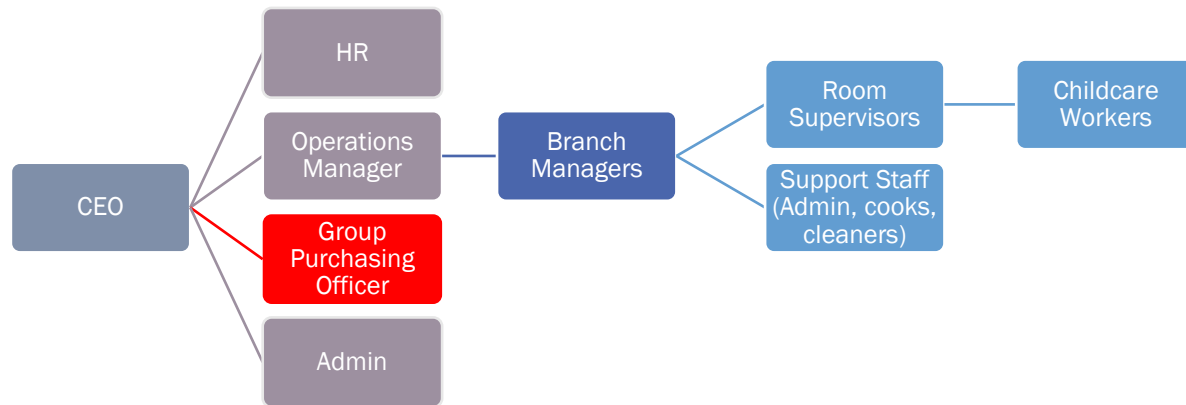 CEO
HR
Operations
Manager
Group
Purchasing
Officer
Admin
Branch
Managers
Room
Supervisors
Support Staff
(Admin, cooks,
cleaners)
Childcare
Workers